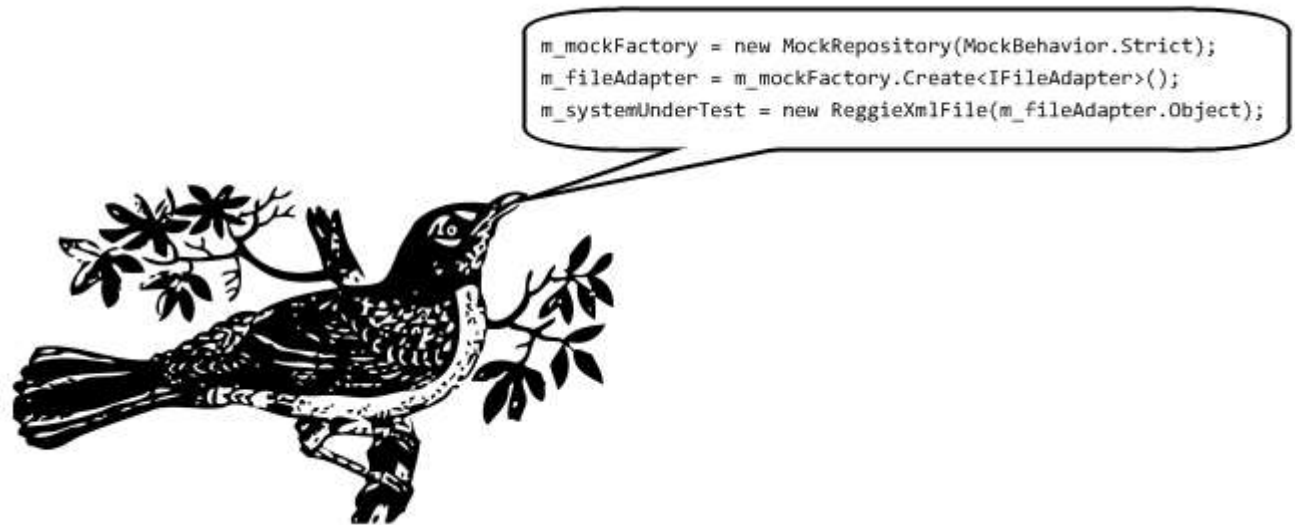 m_mockFactory = new MockRepository(MockBehavior.Strict);
m_fileAdapter = m_mockFactory.Create<IFileAdapter>();
m_systemUnderTest = new ReggieXmlFile(m_fileAdapter.Object);